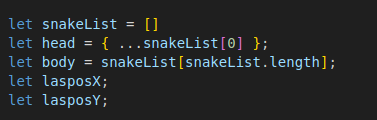 let snakeList = []
let head = { ...snakeList[0] };
let body = snakeList[snakeList.length];
let lasposX;
let lasposY;